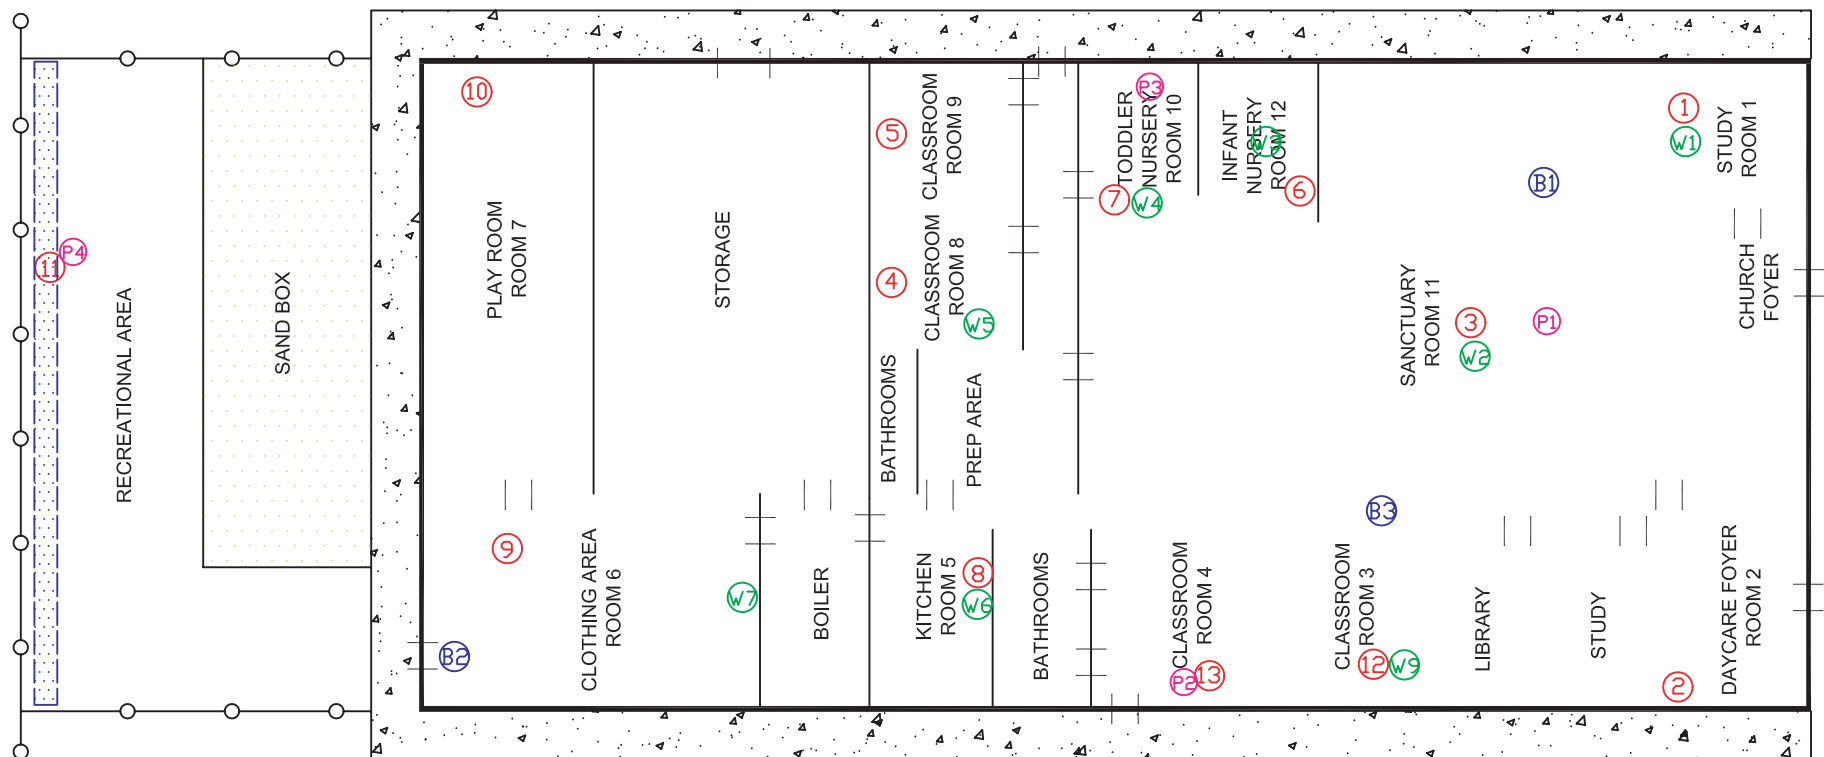 10
PLAY ROOM
ROOM 7
STORAGE
5
CLASSROOM
ROOM 9
4
CLASSROOM
ROOM 8
W5
BATHROOMS
PREP AREA
P3
TODDLER
NURSERY
ROOM 10
7
W4
INFANT
NURSERY
ROOM 12
W3
6
1
W1
STUDY
ROOM 1
B1
SANCTUARY
ROOM 11
3
W2
P1
CHURCH
FOYER
11
P4
RECREATIONAL AREA
SAND BOX
9
B2
CLOTHING AREA
ROOM 6
W7
BOILER
KITCHEN
ROOM 5
8
W6
BATHROOMS
CLASSROOM
ROOM 4
P2
13
B3
CLASSROOM
ROOM 3
12
W9
LIBRARY
STUDY
2
DAYCARE FOYER
ROOM 2